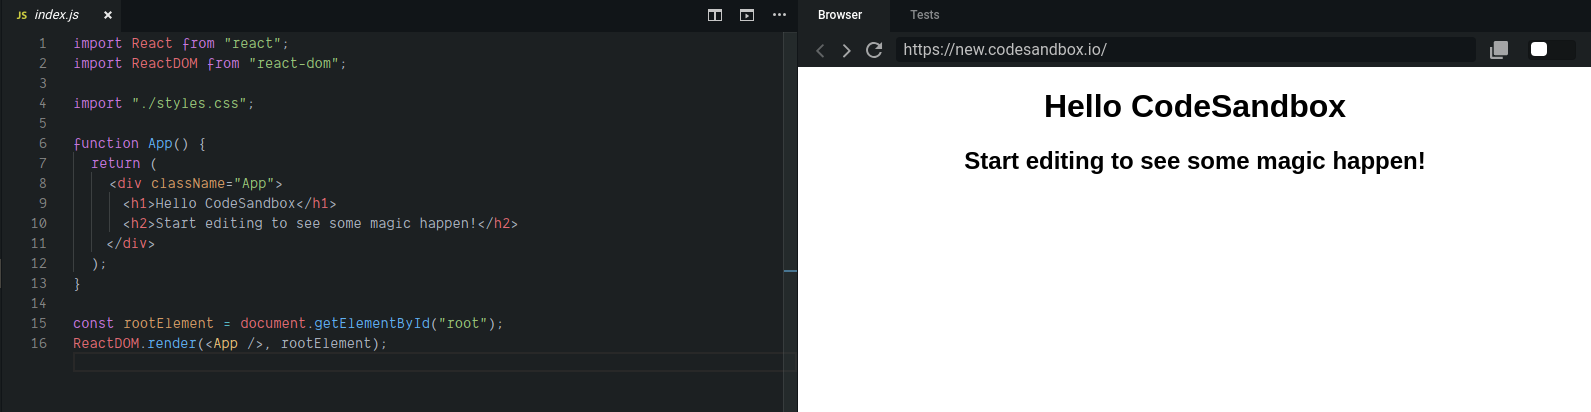 JS index.js ×
1 import React from "react";
2 import ReactDOM from "react-dom";
3
4 import "./styles.css";
5
6 function App() {
7 return (
8 <div className="App">
9 <h1>Hello CodeSandbox</h1>
10 <h2>Start editing to see some magic happen!</h2>
11 </div>
12 );
13 }
14
15 const rootElement = document.getElementById("root");
16 ReactDOM.render(<App />, rootElement);
Browser Tests
https://new.codesandbox.io/
Hello CodeSandbox
Start editing to see some magic happen!